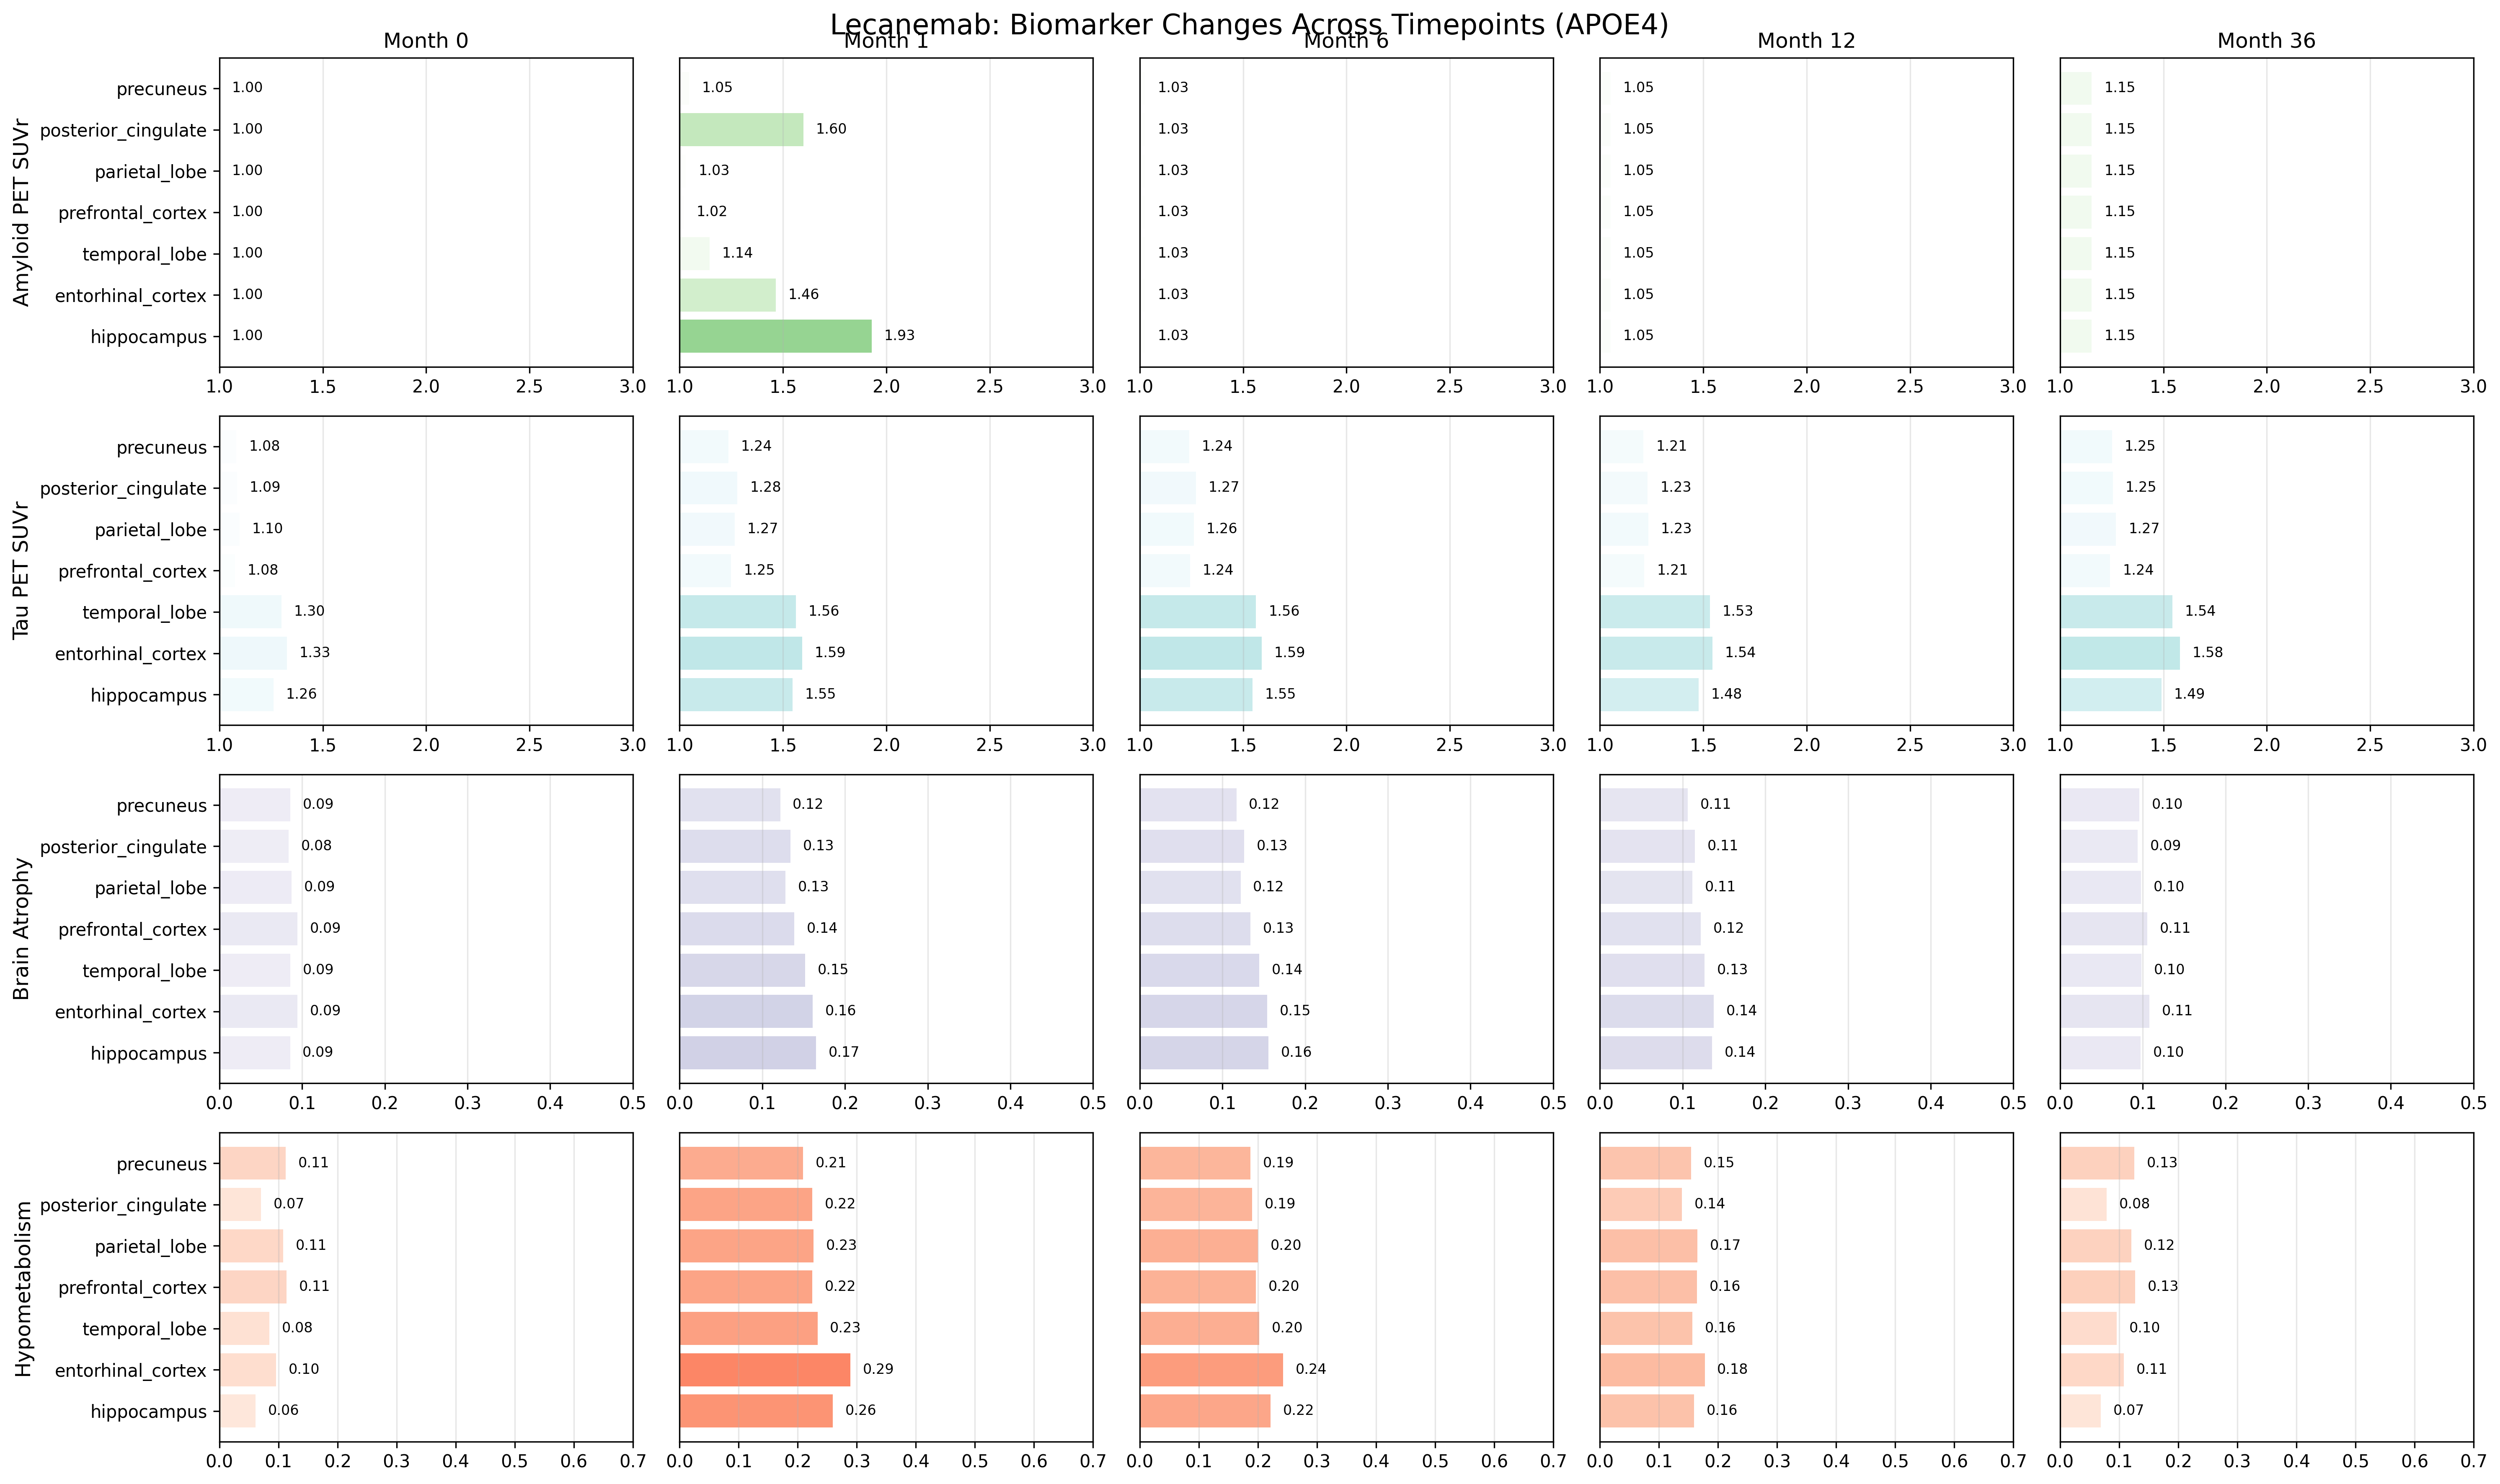 Lecanemab: Biomarker Changes Across Timepoints (APOE4)
Month 0 Month 1 Month 6 Month 12 Month 36
Amyloid PET SUVr
precuneus 1.00 1.05 1.03 1.05 1.15
posterior_cingulate 1.00 1.60 1.03 1.05 1.15
parietal_lobe 1.00 1.03 1.03 1.05 1.15
prefrontal_cortex 1.00 1.02 1.03 1.05 1.15
temporal_lobe 1.00 1.14 1.03 1.05 1.15
entorhinal_cortex 1.00 1.46 1.03 1.05 1.15
hippocampus 1.00 1.93 1.03 1.05 1.15
1.0 1.5 2.0 2.5 3.0 1.0 1.5 2.0 2.5 3.0 1.0 1.5 2.0 2.5 3.0 1.0 1.5 2.0 2.5 3.0 1.0 1.5 2.0 2.5 3.0
Tau PET SUVr
precuneus 1.08 1.24 1.24 1.21 1.25
posterior_cingulate 1.09 1.28 1.27 1.23 1.25
parietal_lobe 1.10 1.27 1.26 1.23 1.27
prefrontal_cortex 1.08 1.25 1.24 1.21 1.24
temporal_lobe 1.30 1.56 1.56 1.53 1.54
entorhinal_cortex 1.33 1.59 1.59 1.54 1.58
hippocampus 1.26 1.55 1.55 1.48 1.49
1.0 1.5 2.0 2.5 3.0 1.0 1.5 2.0 2.5 3.0 1.0 1.5 2.0 2.5 3.0 1.0 1.5 2.0 2.5 3.0 1.0 1.5 2.0 2.5 3.0
Brain Atrophy
precuneus 0.09 0.12 0.12 0.11 0.10
posterior_cingulate 0.08 0.13 0.13 0.11 0.09
parietal_lobe 0.09 0.13 0.12 0.11 0.10
prefrontal_cortex 0.09 0.14 0.13 0.12 0.11
temporal_lobe 0.09 0.15 0.14 0.13 0.10
entorhinal_cortex 0.09 0.16 0.15 0.14 0.11
hippocampus 0.09 0.17 0.16 0.14 0.10
0.0 0.1 0.2 0.3 0.4 0.5 0.0 0.1 0.2 0.3 0.4 0.5 0.0 0.1 0.2 0.3 0.4 0.5 0.0 0.1 0.2 0.3 0.4 0.5 0.0 0.1 0.2 0.3 0.4 0.5
Hypometabolism
precuneus 0.11 0.21 0.19 0.15 0.13
posterior_cingulate 0.07 0.22 0.19 0.14 0.08
parietal_lobe 0.11 0.23 0.20 0.17 0.12
prefrontal_cortex 0.11 0.22 0.20 0.16 0.13
temporal_lobe 0.08 0.23 0.20 0.16 0.10
entorhinal_cortex 0.10 0.29 0.24 0.18 0.11
hippocampus 0.06 0.26 0.22 0.16 0.07
0.0 0.1 0.2 0.3 0.4 0.5 0.6 0.7 0.0 0.1 0.2 0.3 0.4 0.5 0.6 0.7 0.0 0.1 0.2 0.3 0.4 0.5 0.6 0.7 0.0 0.1 0.2 0.3 0.4 0.5 0.6 0.7 0.0 0.1 0.2 0.3 0.4 0.5 0.6 0.7